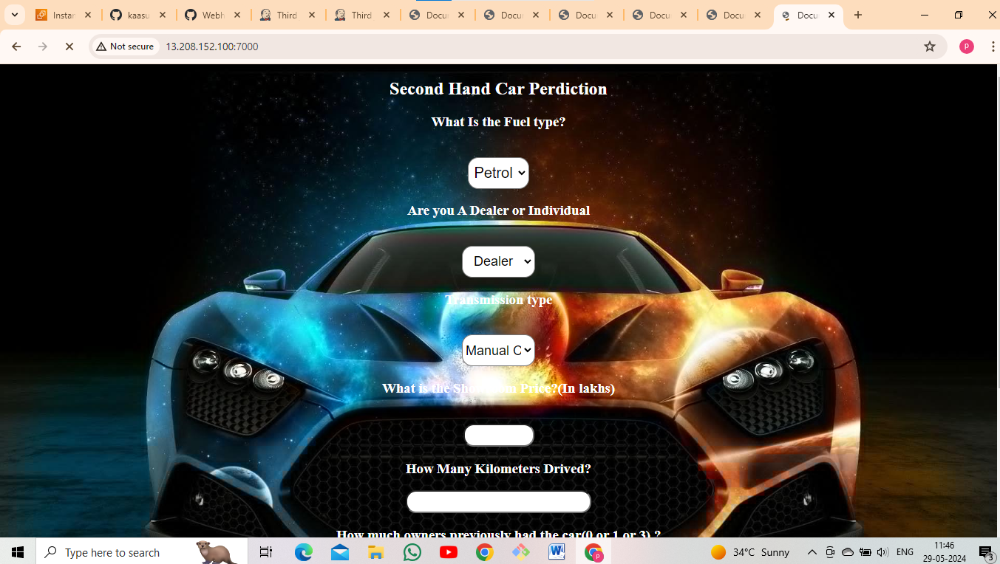 Instar
kaasu
Webh
Third
Third
Docu
Docu
Docu
Docu
Docu
Docu
Not secure
13.208.152.100:7000
P
Second Hand Car Perdiction
What Is the Fuel type?
Petrol
Are you A Dealer or Individual
Dealer
Transmission type
Manual C
What is the Showroom Price?(In lakhs)
How Many Kilometers Drived?
How much owners previously had the car(0 or 1 or 3) ?
Type here to search
W
P
34°C Sunny
ENG
11:46
29-05-2024
3